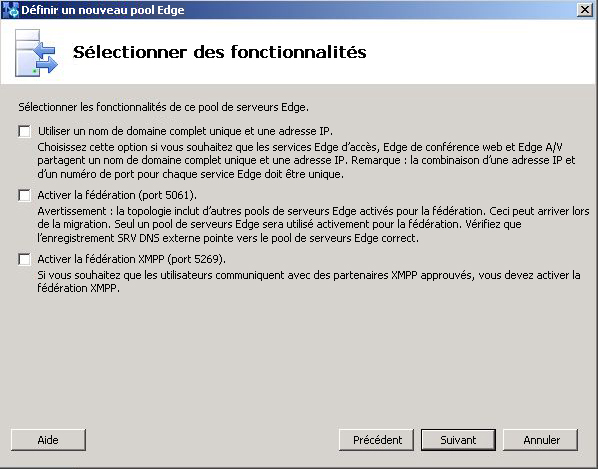 Définir un nouveau pool Edge
Sélectionner des fonctionnalités
Sélectionner les fonctionnalités de ce pool de serveurs Edge.
Utiliser un nom de domaine complet unique et une adresse IP.
Choisissez cette option si vous souhaitez que les services Edge d'accès, Edge de conférence web et Edge A/V
partagent un nom de domaine complet unique et une adresse IP. Remarque : la combinaison d'une adresse IP et
d'un numéro de port pour chaque service Edge doit être unique.
Activer la fédération (port 5061).
Avertissement : la topologie inclut d'autres pools de serveurs Edge activés pour la fédération. Ceci peut arriver lors
de la migration. Seul un pool de serveurs Edge sera utilisé activement pour la fédération. Vérifiez que
l'enregistrement SRV DNS externe pointe vers le pool de serveurs Edge correct.
Activer la fédération XMPP (port 5269).
Si vous souhaitez que les utilisateurs communiquent avec des partenaires XMPP approuvés, vous devez activer la
fédération XMPP.
Aide
Précédent
Suivant
Annuler